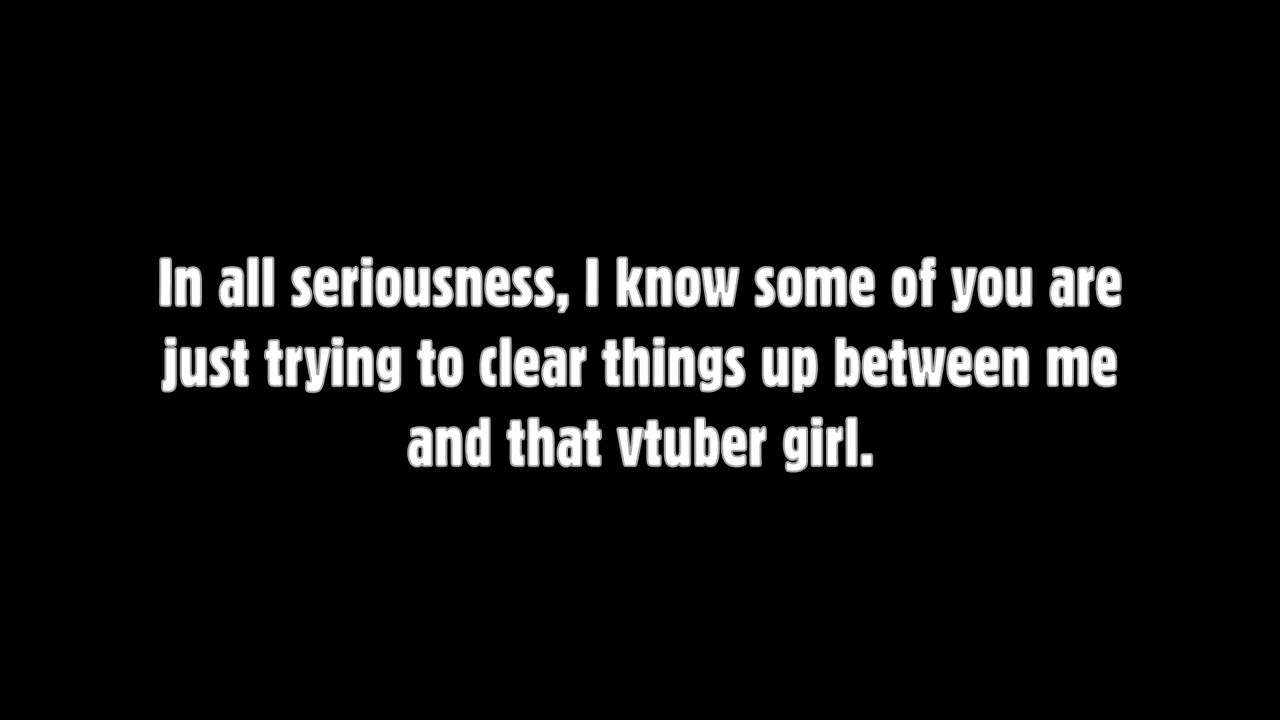 In all seriousness, I know some of you are
just trying to clear things up between me
and that vtuber girl.